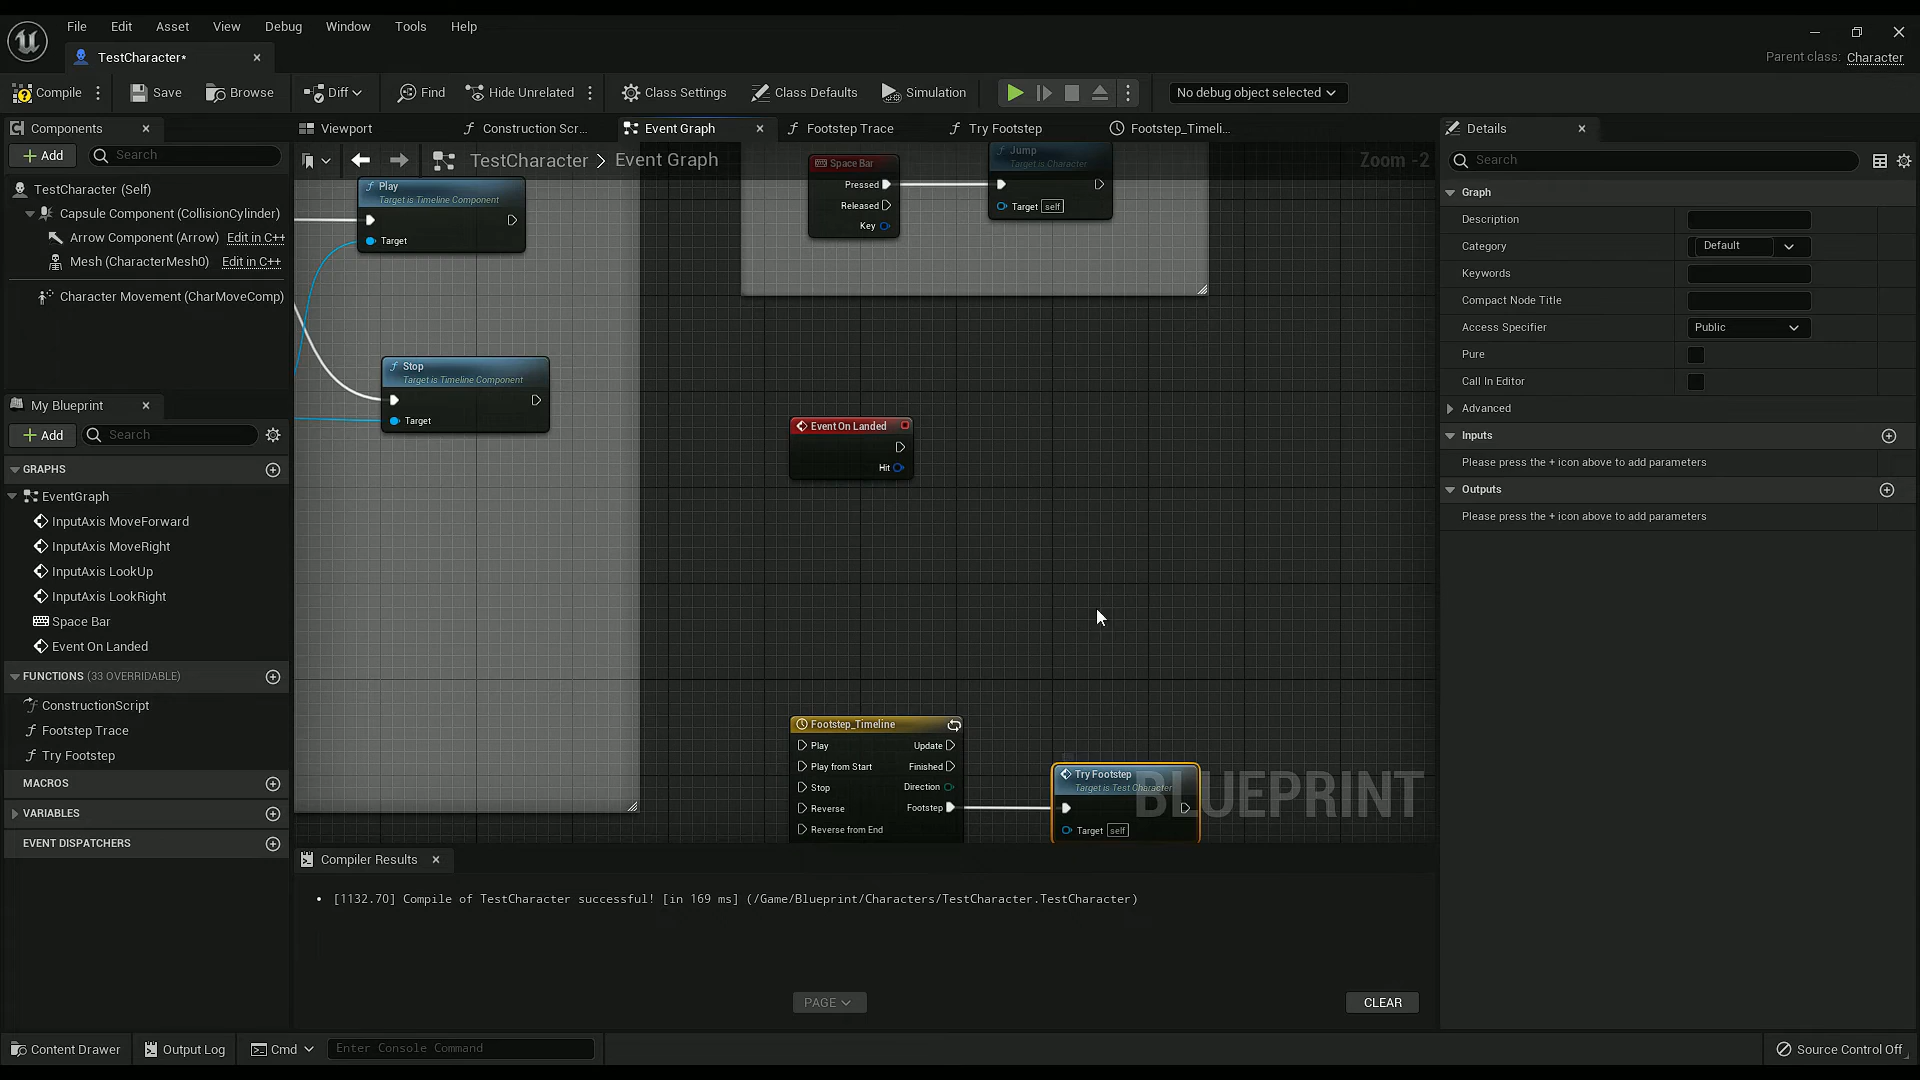 File Edit Asset View Debug Window Tools Help
TestCharacter*
Parent class: Character
Compile Save Browse Diff Find Hide Unrelated Class Settings Class Defaults Simulation No debug object selected
Components
Viewport Construction Scr... Event Graph Footstep Trace Try Footstep Footstep_Timeli...
Details
+ Add Search
TestCharacter > Event Graph
Zoom -2
Search
TestCharacter (Self)
Capsule Component (CollisionCylinder)
Arrow Component (Arrow) Edit in C++
Mesh (CharacterMesh0) Edit in C++
Character Movement (CharMoveComp)
My Blueprint
+ Add Search
GRAPHS
EventGraph
InputAxis MoveForward
InputAxis MoveRight
InputAxis LookUp
InputAxis LookRight
Space Bar
Event On Landed
FUNCTIONS (33 OVERRIDABLE)
ConstructionScript
Footstep Trace
Try Footstep
MACROS
VARIABLES
EVENT DISPATCHERS
Play
Target is Timeline Component
Target
Stop
Target is Timeline Component
Target
Space Bar
Pressed
Released
Key
Jump
Target is Character
Target self
Event On Landed
Hit
Footstep_Timeline
Play Update
Play from Start Finished
Stop Direction
Reverse Footstep
Reverse from End
Try Footstep
Target is Test Character
Target self
BLUEPRINT
Graph
Description
Category Default
Keywords
Compact Node Title
Access Specifier Public
Pure
Call In Editor
Advanced
Inputs
Please press the + icon above to add parameters
Outputs
Please press the + icon above to add parameters
Compiler Results
[1132.70] Compile of TestCharacter successful! [in 169 ms] (/Game/Blueprint/Characters/TestCharacter.TestCharacter)
PAGE
CLEAR
Content Drawer Output Log Cmd Enter Console Command Source Control Off